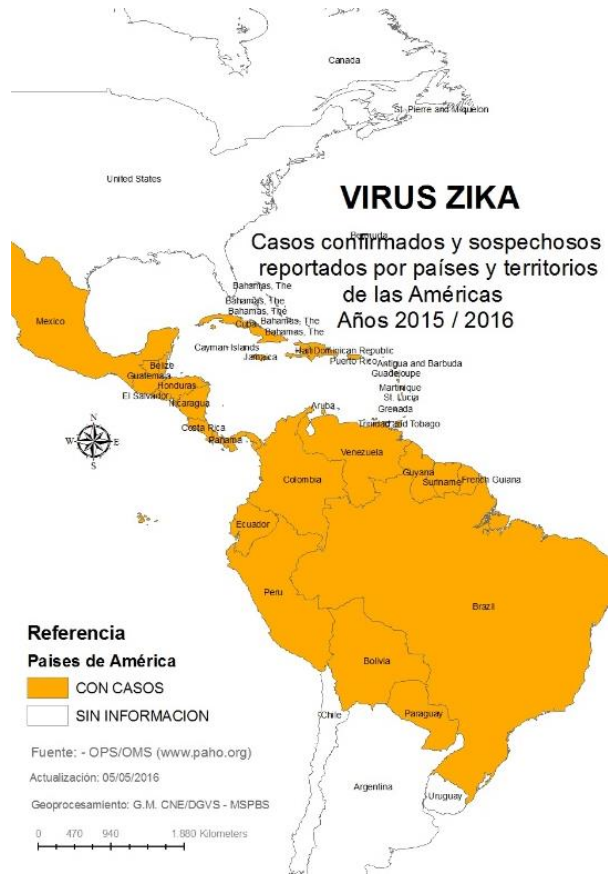 Canada
St. Pierre and Miquelon
United States
VIRUS ZIKA
Bermuda
Casos confirmados y sospechosos
reportados por países y territorios
de las Américas
Años 2015 / 2016
Bahamas, The
Bahamas, The
Bahamas, The
Bahamas, The
Bahamas, The
Mexico
Cuba
Cayman Islands
Jamaica
Haiti
Dominican Republic
Puerto Rico
Antigua and Barbuda
Guadeloupe
Martinique
St. Lucia
Grenada
Trinidad and Tobago
Aruba
Belize
Guatemala
Honduras
El Salvador
Nicaragua
Costa Rica
Panama
N
W
E
S
Venezuela
Guyana
Suriname
French Guiana
Colombia
Ecuador
Peru
Brazil
Bolivia
Paraguay
Chile
Argentina
Uruguay
Referencia
Paises de América
CON CASOS
SIN INFORMACION
Fuente: - OPS/OMS (www.paho.org)
Actualización: 05/05/2016
Geoprocesamiento: G.M. CNE/DGVS - MSPBS
0 470 940 1.880 Kilometers